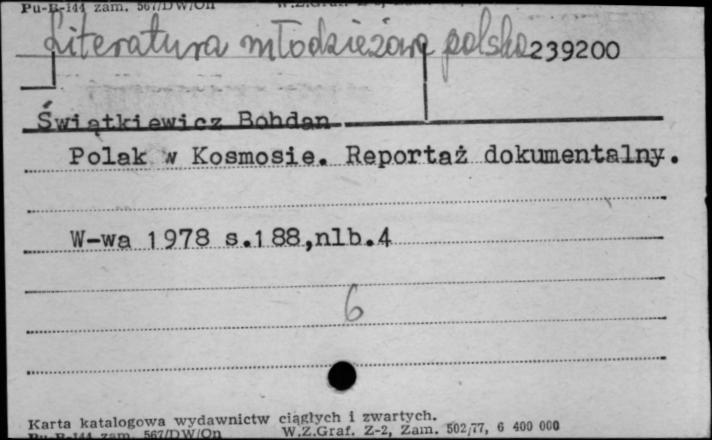 Pu-B-144 zam. 567/DW/On
Literatura młodzieżowa polska 239200
Świątkiewicz Bohdan
Polak w Kosmosie. Reportaż dokumentalny.
W-wa 1978 s.188,nlb.4
6
Karta katalogowa wydawnictw ciągłych i zwartych.
Pu-B-144 zam. 567/DW/On W.Z.Graf. Z-2, Zam. 502/77, 6 400 000